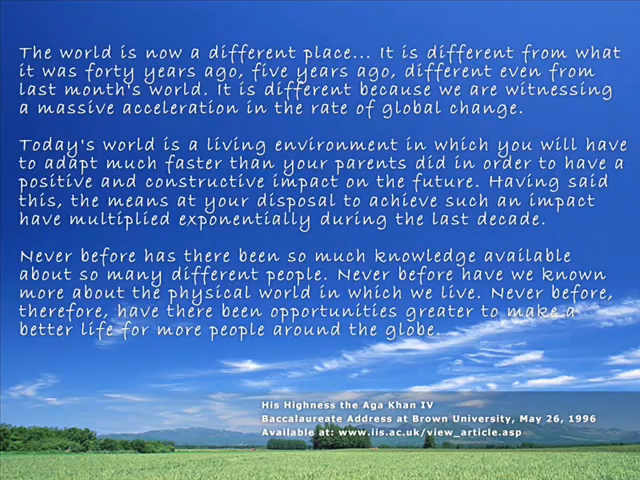 The world is now a different place... It is different from what
it was forty years ago, five years ago, different even from
last month's world. It is different because we are witnessing
a massive acceleration in the rate of global change.
Today's world is a living environment in which you will have
to adapt much faster than your parents did in order to have a
positive and constructive impact on the future. Having said
this, the means at your disposal to achieve such an impact
have multiplied exponentially during the last decade.
Never before has there been so much knowledge available
about so many different people. Never before have we known
more about the physical world in which we live. Never before,
therefore, have there been opportunities greater to make a
better life for more people around the globe.
His Highness the Aga Khan IV
Baccalaureate Address at Brown University, May 26, 1996
Available at: www.iis.ac.uk/view_article.asp